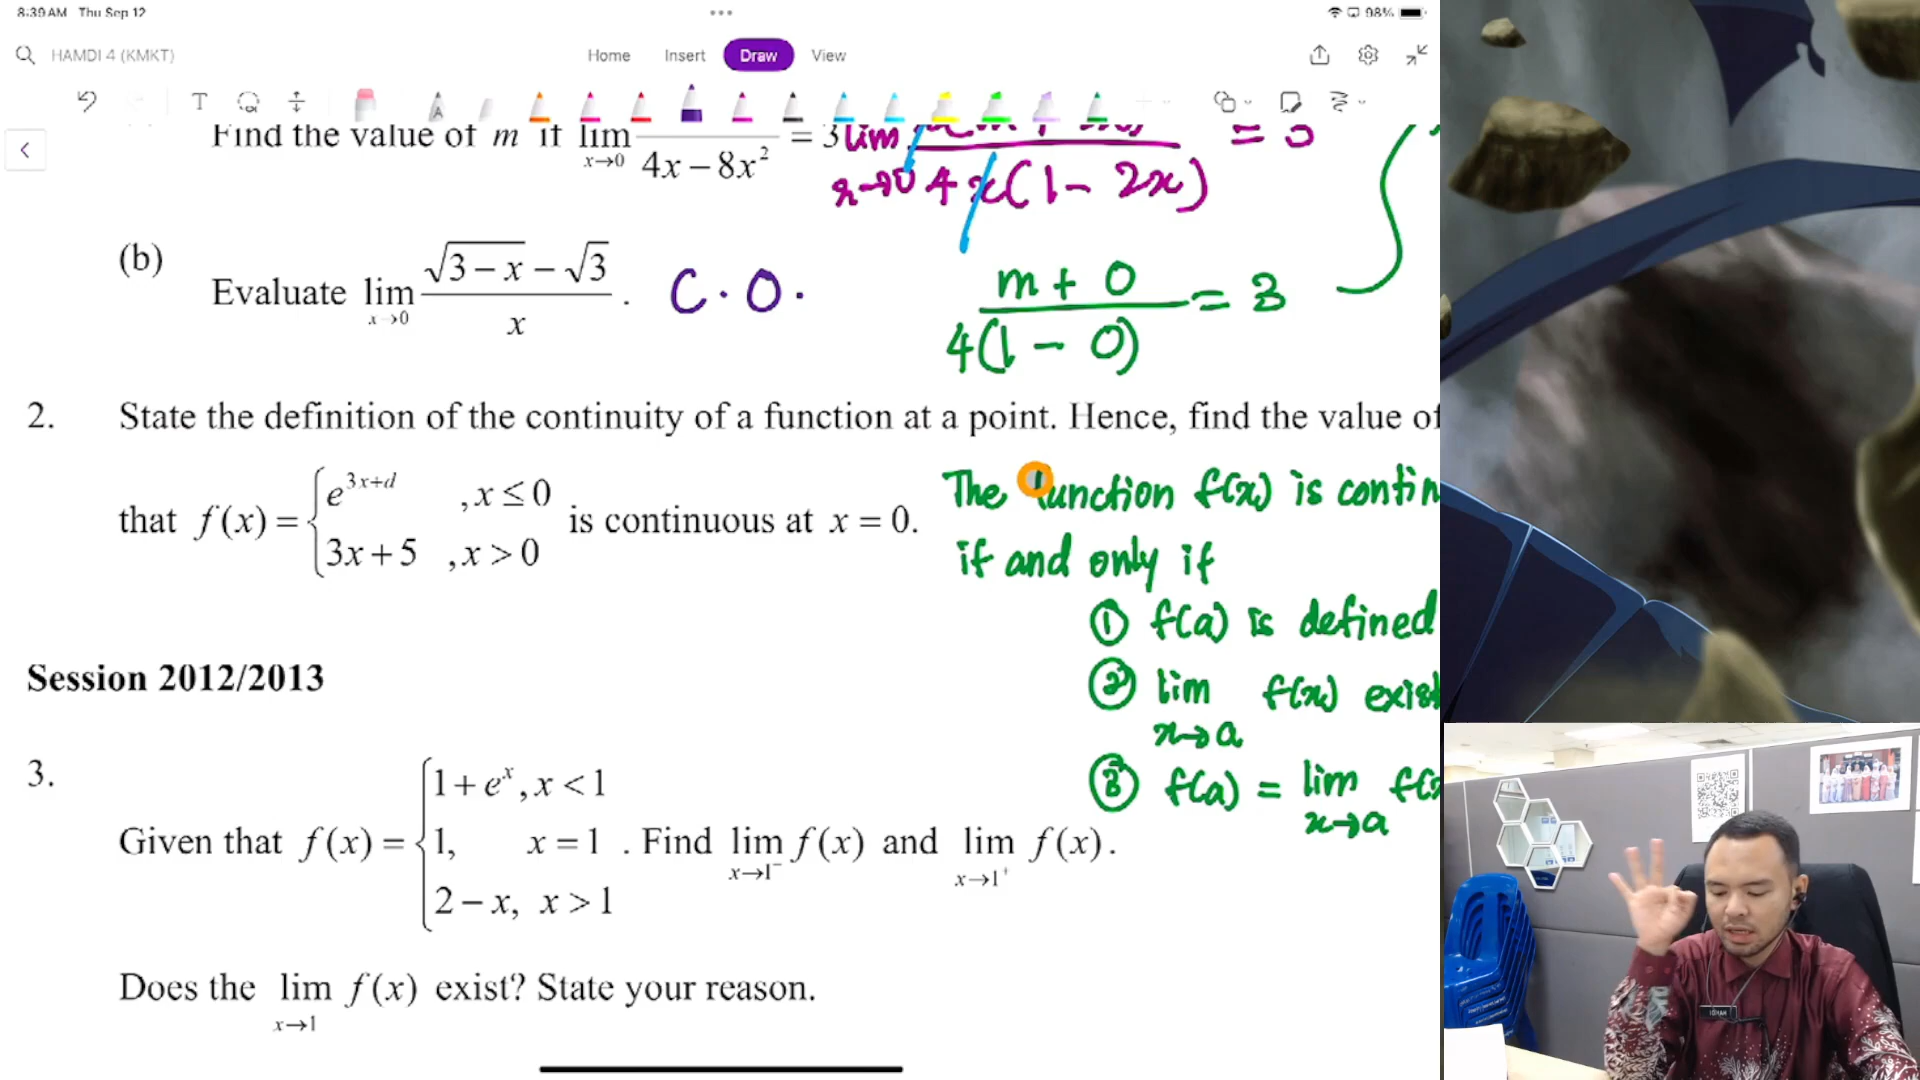 8:39 AM Thu Sep 12
98%
HAMDI 4 (KMKT)
Home Insert Draw View
Find the value of m if lim x→0 4x − 8x² = 3
lim x→0 4x(1 − 2x) = 3
(b) Evaluate lim x→0 (√3−x − √3)/x . C.O.
(m + 0)/(4(1 − 0)) = 3
2. State the definition of the continuity of a function at a point. Hence, find the value of
that f(x) = { e^(3x+d) , x ≤ 0
3x + 5 , x > 0
is continuous at x = 0.
The function f(x) is contin
if and only if
① f(a) is defined
② lim x→a f(x) exist
③ f(a) = lim x→a f(x
Session 2012/2013
3. Given that f(x) = { 1 + e^x , x < 1
1, x = 1
2 − x, x > 1
. Find lim x→1⁻ f(x) and lim x→1⁺ f(x).
Does the lim x→1 f(x) exist? State your reason.